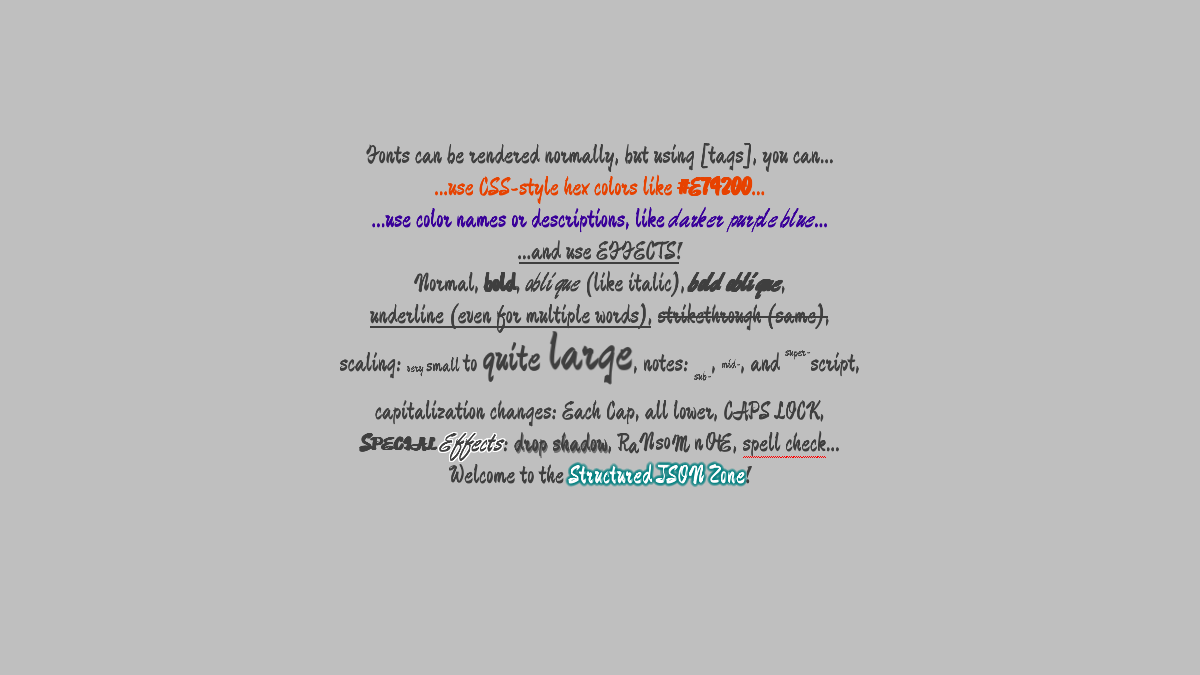 Fonts can be rendered normally, but using [tags], you can...
...use CSS-style hex colors like #E74200...
...use color names or descriptions, like darker purple blue...
...and use EFFECTS!
Normal, bold, oblique (like italic), bold oblique,
underline (even for multiple words), strikethrough (same),
scaling: very small to quite large, notes: sub-, mid-, and super-script,
capitalization changes: Each Cap, all lower, CAPS LOCK,
SPECIAL Effects: drop shadow, RaNsoM nOtE, spell check...
Welcome to the Structured JSON Zone!